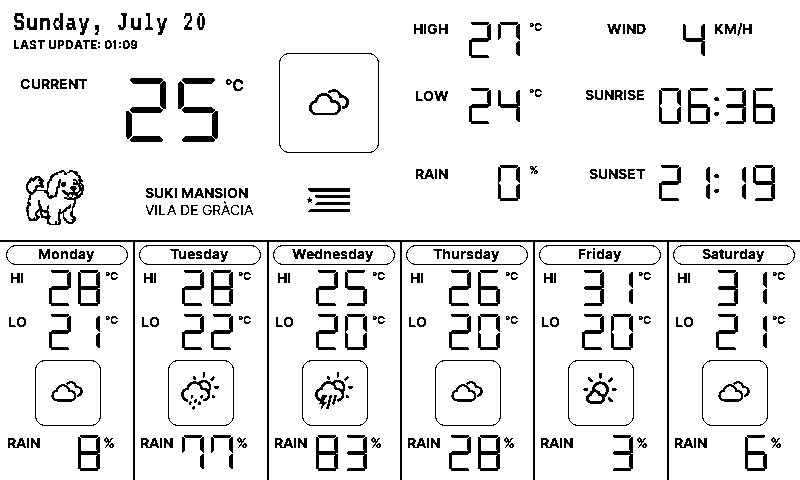 Sunday, July 20
LAST UPDATE: 01:09
CURRENT 25 °C
SUKI MANSION
VILA DE GRÀCIA
HIGH 27 °C
LOW 24 °C
RAIN 0 %
WIND 4 KM/H
SUNRISE 06:36
SUNSET 21:19
Monday
HI 28 °C
LO 21 °C
RAIN 8 %
Tuesday
HI 28 °C
LO 22 °C
RAIN 77 %
Wednesday
HI 25 °C
LO 20 °C
RAIN 83 %
Thursday
HI 26 °C
LO 20 °C
RAIN 28 %
Friday
HI 31 °C
LO 20 °C
RAIN 3 %
Saturday
HI 31 °C
LO 21 °C
RAIN 6 %